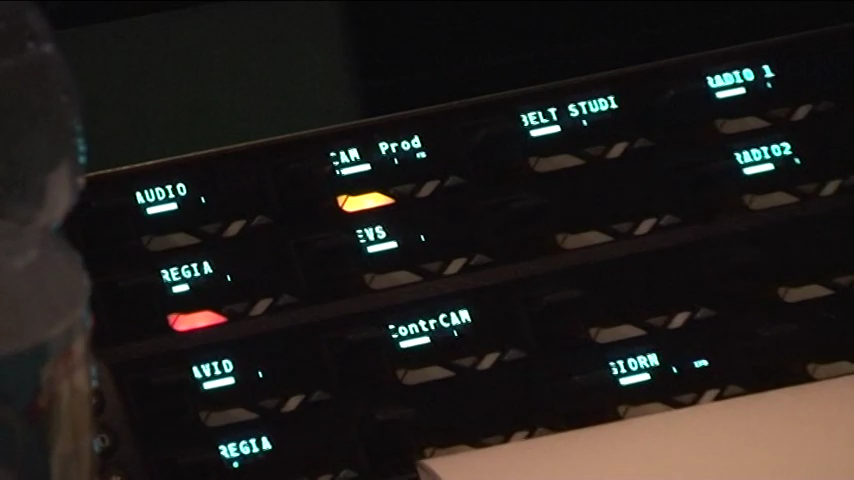 AUDIO
CAM Prod
BELT STUDI
RADIO 1
REGIA
EVS
RADIO2
AVID
ContrCAM
GIORN
REGIA